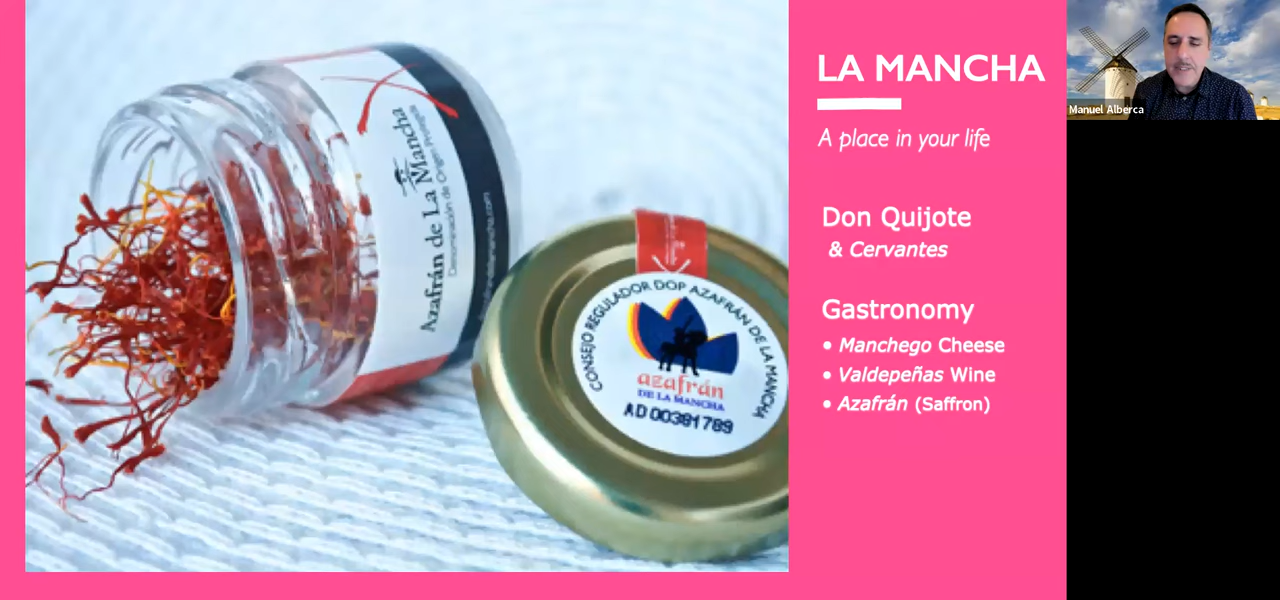 LA MANCHA
A place in your life
Don Quijote
& Cervantes
Gastronomy
• Manchego Cheese
• Valdepeñas Wine
• Azafrán (Saffron)
Manuel Alberca
Azafrán de La Mancha
Denominación de Origen Protegida
CONSEJO REGULADOR DOP AZAFRÁN DE LA MANCHA
azafrán
DE LA MANCHA
AD 00381789